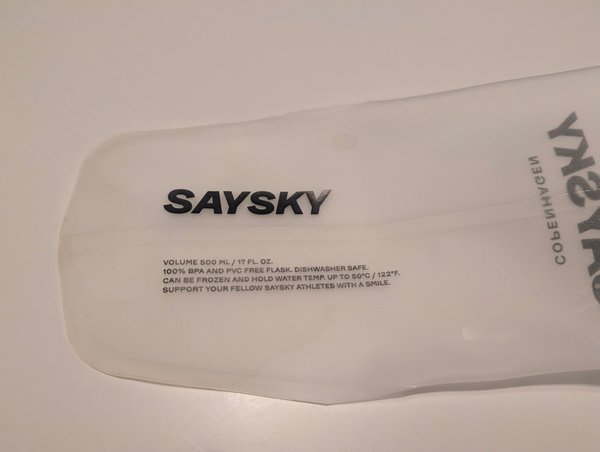 SAYSKY
VOLUME 500 ML / 17 FL. OZ.
100% BPA AND PVC FREE FLASK. DISHWASHER SAFE.
CAN BE FROZEN AND HOLD WATER TEMP. UP TO 50°C / 122°F.
SUPPORT YOUR FELLOW SAYSKY ATHLETES WITH A SMILE.
SAYSKY
COPENHAGEN